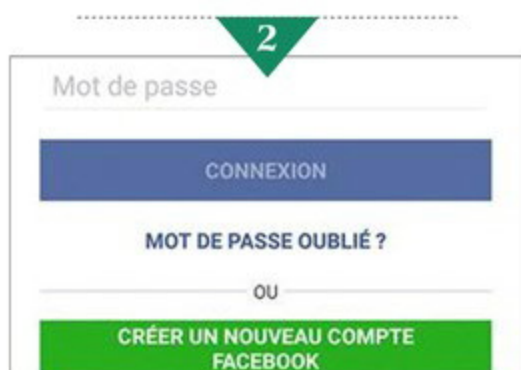 2
Mot de passe
CONNEXION
MOT DE PASSE OUBLIÉ ?
OU
CRÉER UN NOUVEAU COMPTE
FACEBOOK